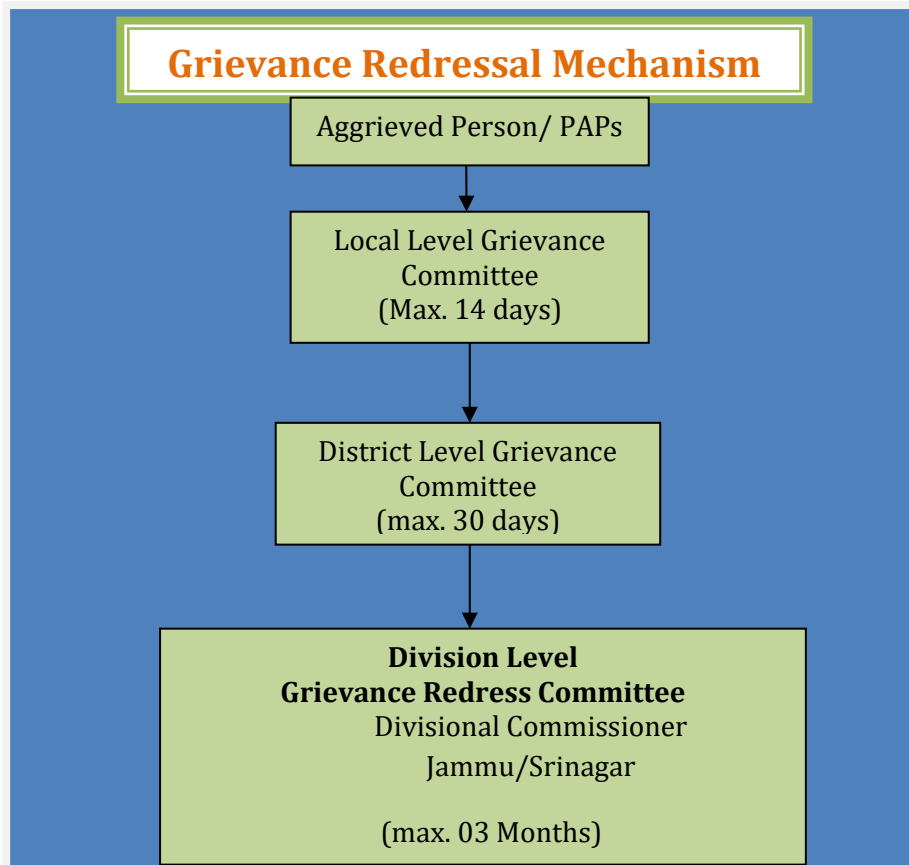 Grievance Redressal Mechanism
Aggrieved Person/ PAPs
Local Level Grievance
Committee
(Max. 14 days)
District Level Grievance
Committee
(max. 30 days)
Division Level
Grievance Redress Committee
Divisional Commissioner
Jammu/Srinagar
(max. 03 Months)